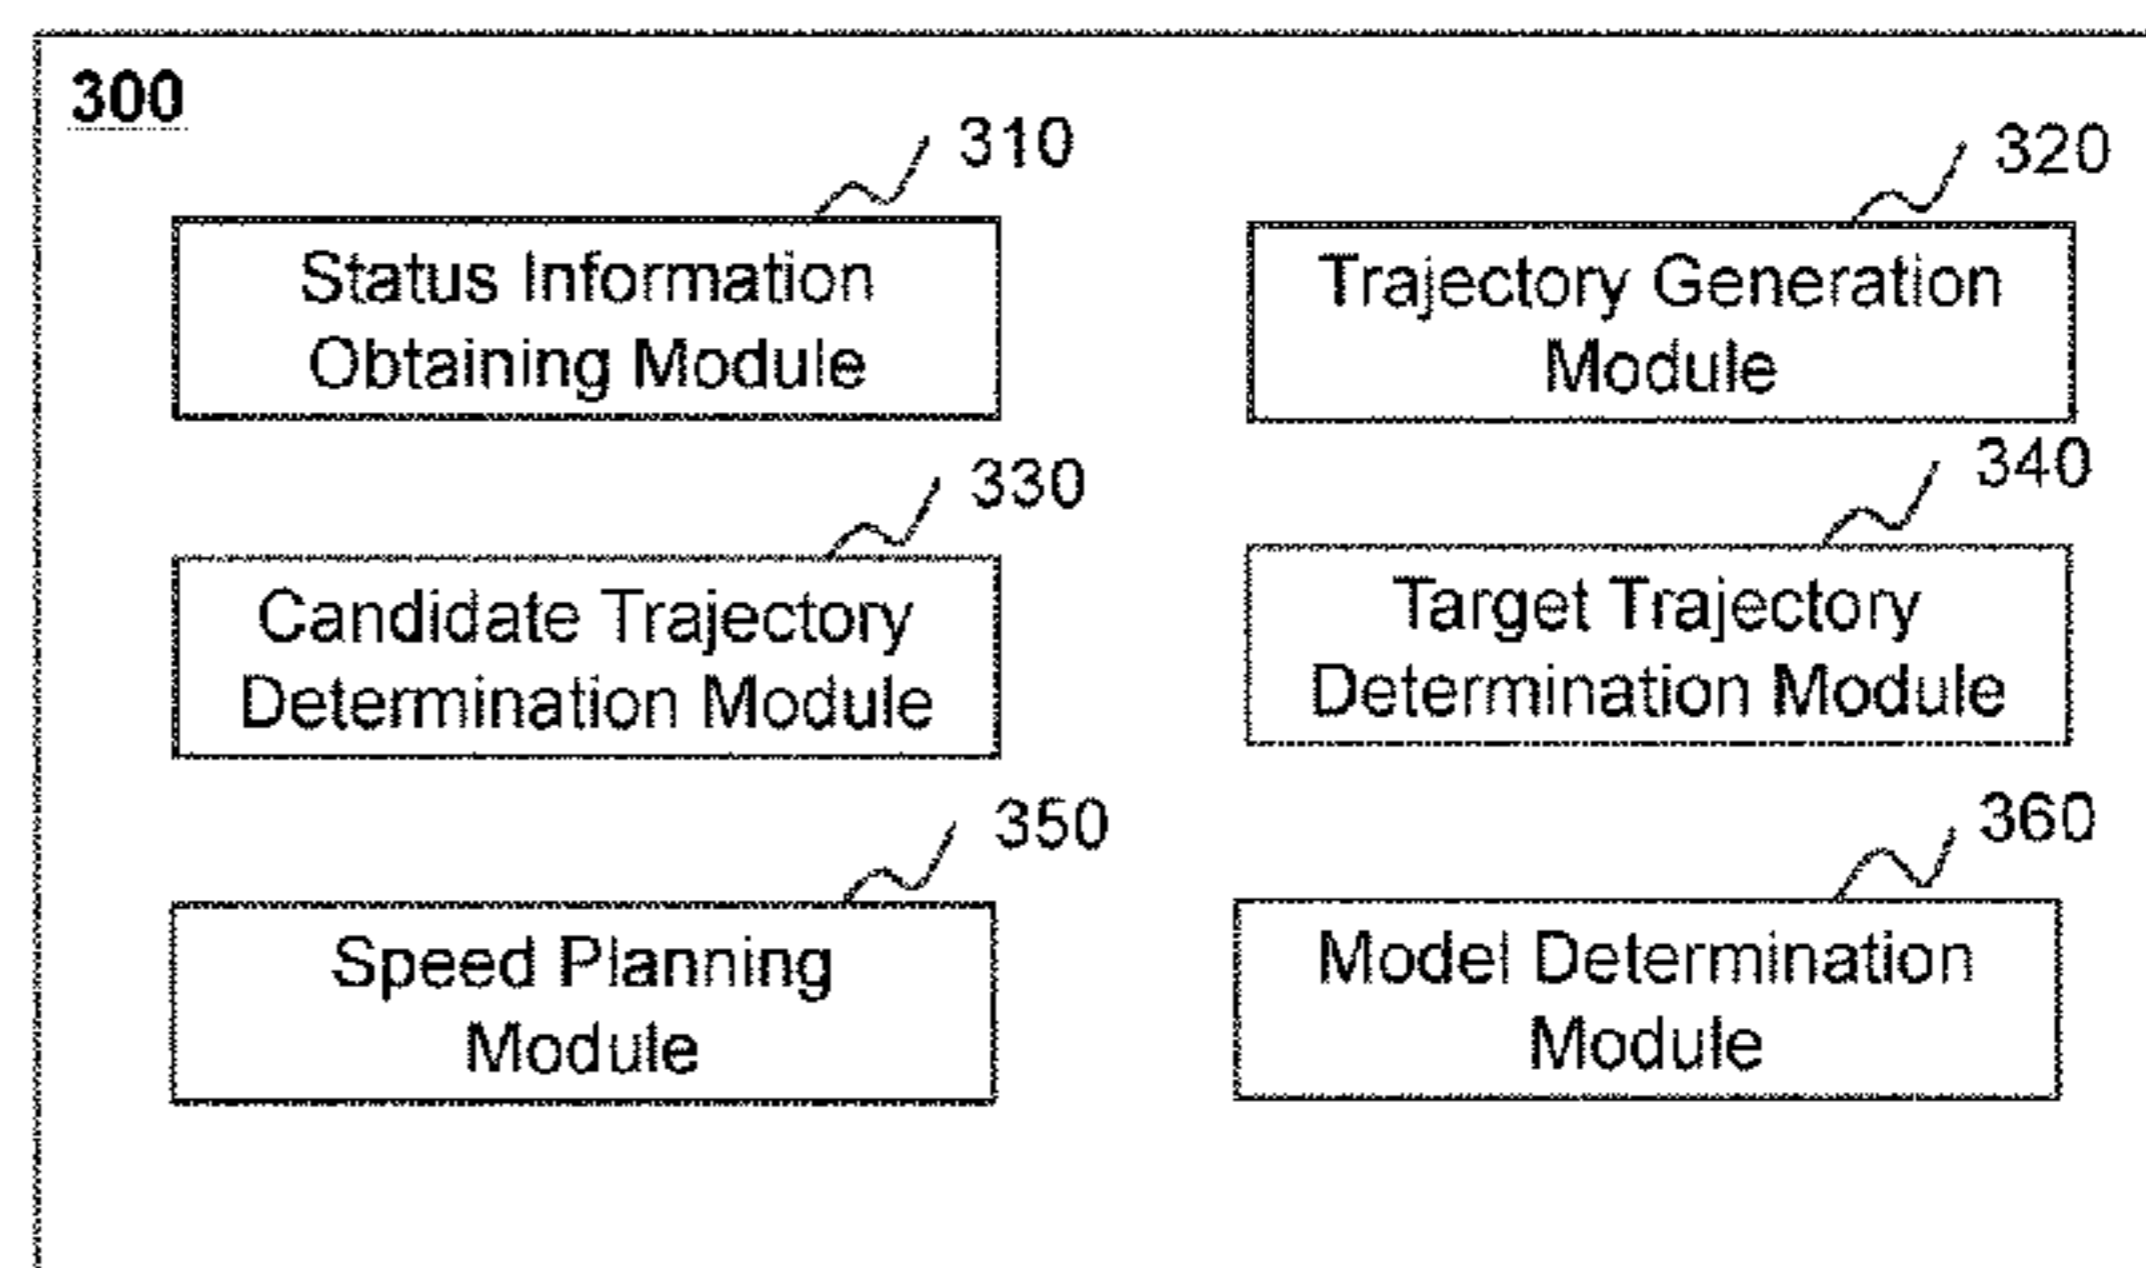 300
310
320
Status Information
Obtaining Module
Trajectory Generation
Module
330
340
Candidate Trajectory
Determination Module
Target Trajectory
Determination Module
350
360
Speed Planning
Module
Model Determination
Module